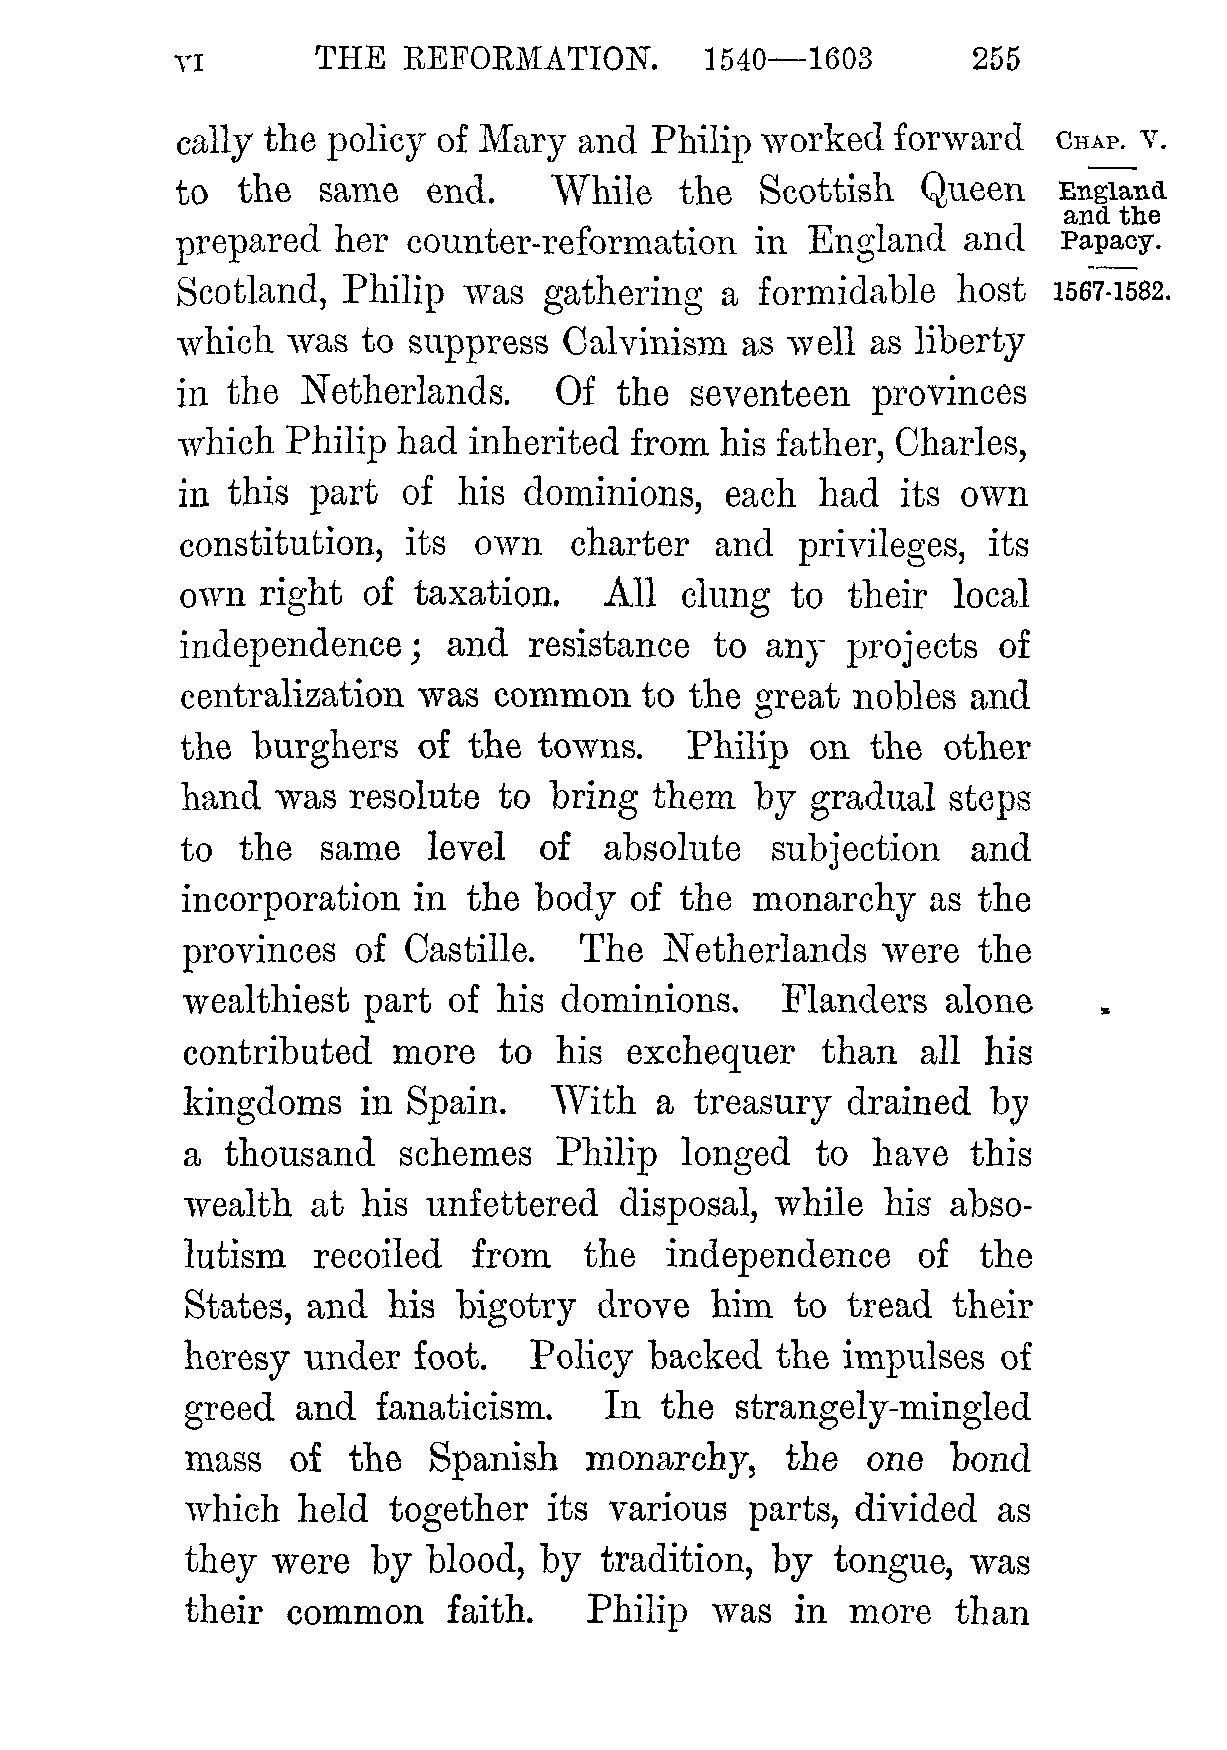 VI THE REFORMATION. 1540—1603 255
cally the policy of Mary and Philip worked forward
to the same end. While the Scottish Queen
prepared her counter-reformation in England and
Scotland, Philip was gathering a formidable host
which was to suppress Calvinism as well as liberty
in the Netherlands. Of the seventeen provinces
which Philip had inherited from his father, Charles,
in this part of his dominions, each had its own
constitution, its own charter and privileges, its
own right of taxation. All clung to their local
independence; and resistance to any projects of
centralization was common to the great nobles and
the burghers of the towns. Philip on the other
hand was resolute to bring them by gradual steps
to the same level of absolute subjection and
incorporation in the body of the monarchy as the
provinces of Castille. The Netherlands were the
wealthiest part of his dominions. Flanders alone
contributed more to his exchequer than all his
kingdoms in Spain. With a treasury drained by
a thousand schemes Philip longed to have this
wealth at his unfettered disposal, while his abso-
lutism recoiled from the independence of the
States, and his bigotry drove him to tread their
heresy under foot. Policy backed the impulses of
greed and fanaticism. In the strangely-mingled
mass of the Spanish monarchy, the one bond
which held together its various parts, divided as
they were by blood, by tradition, by tongue, was
their common faith. Philip was in more than
CHAP. V.
England
and the
Papacy.
1567-1582.